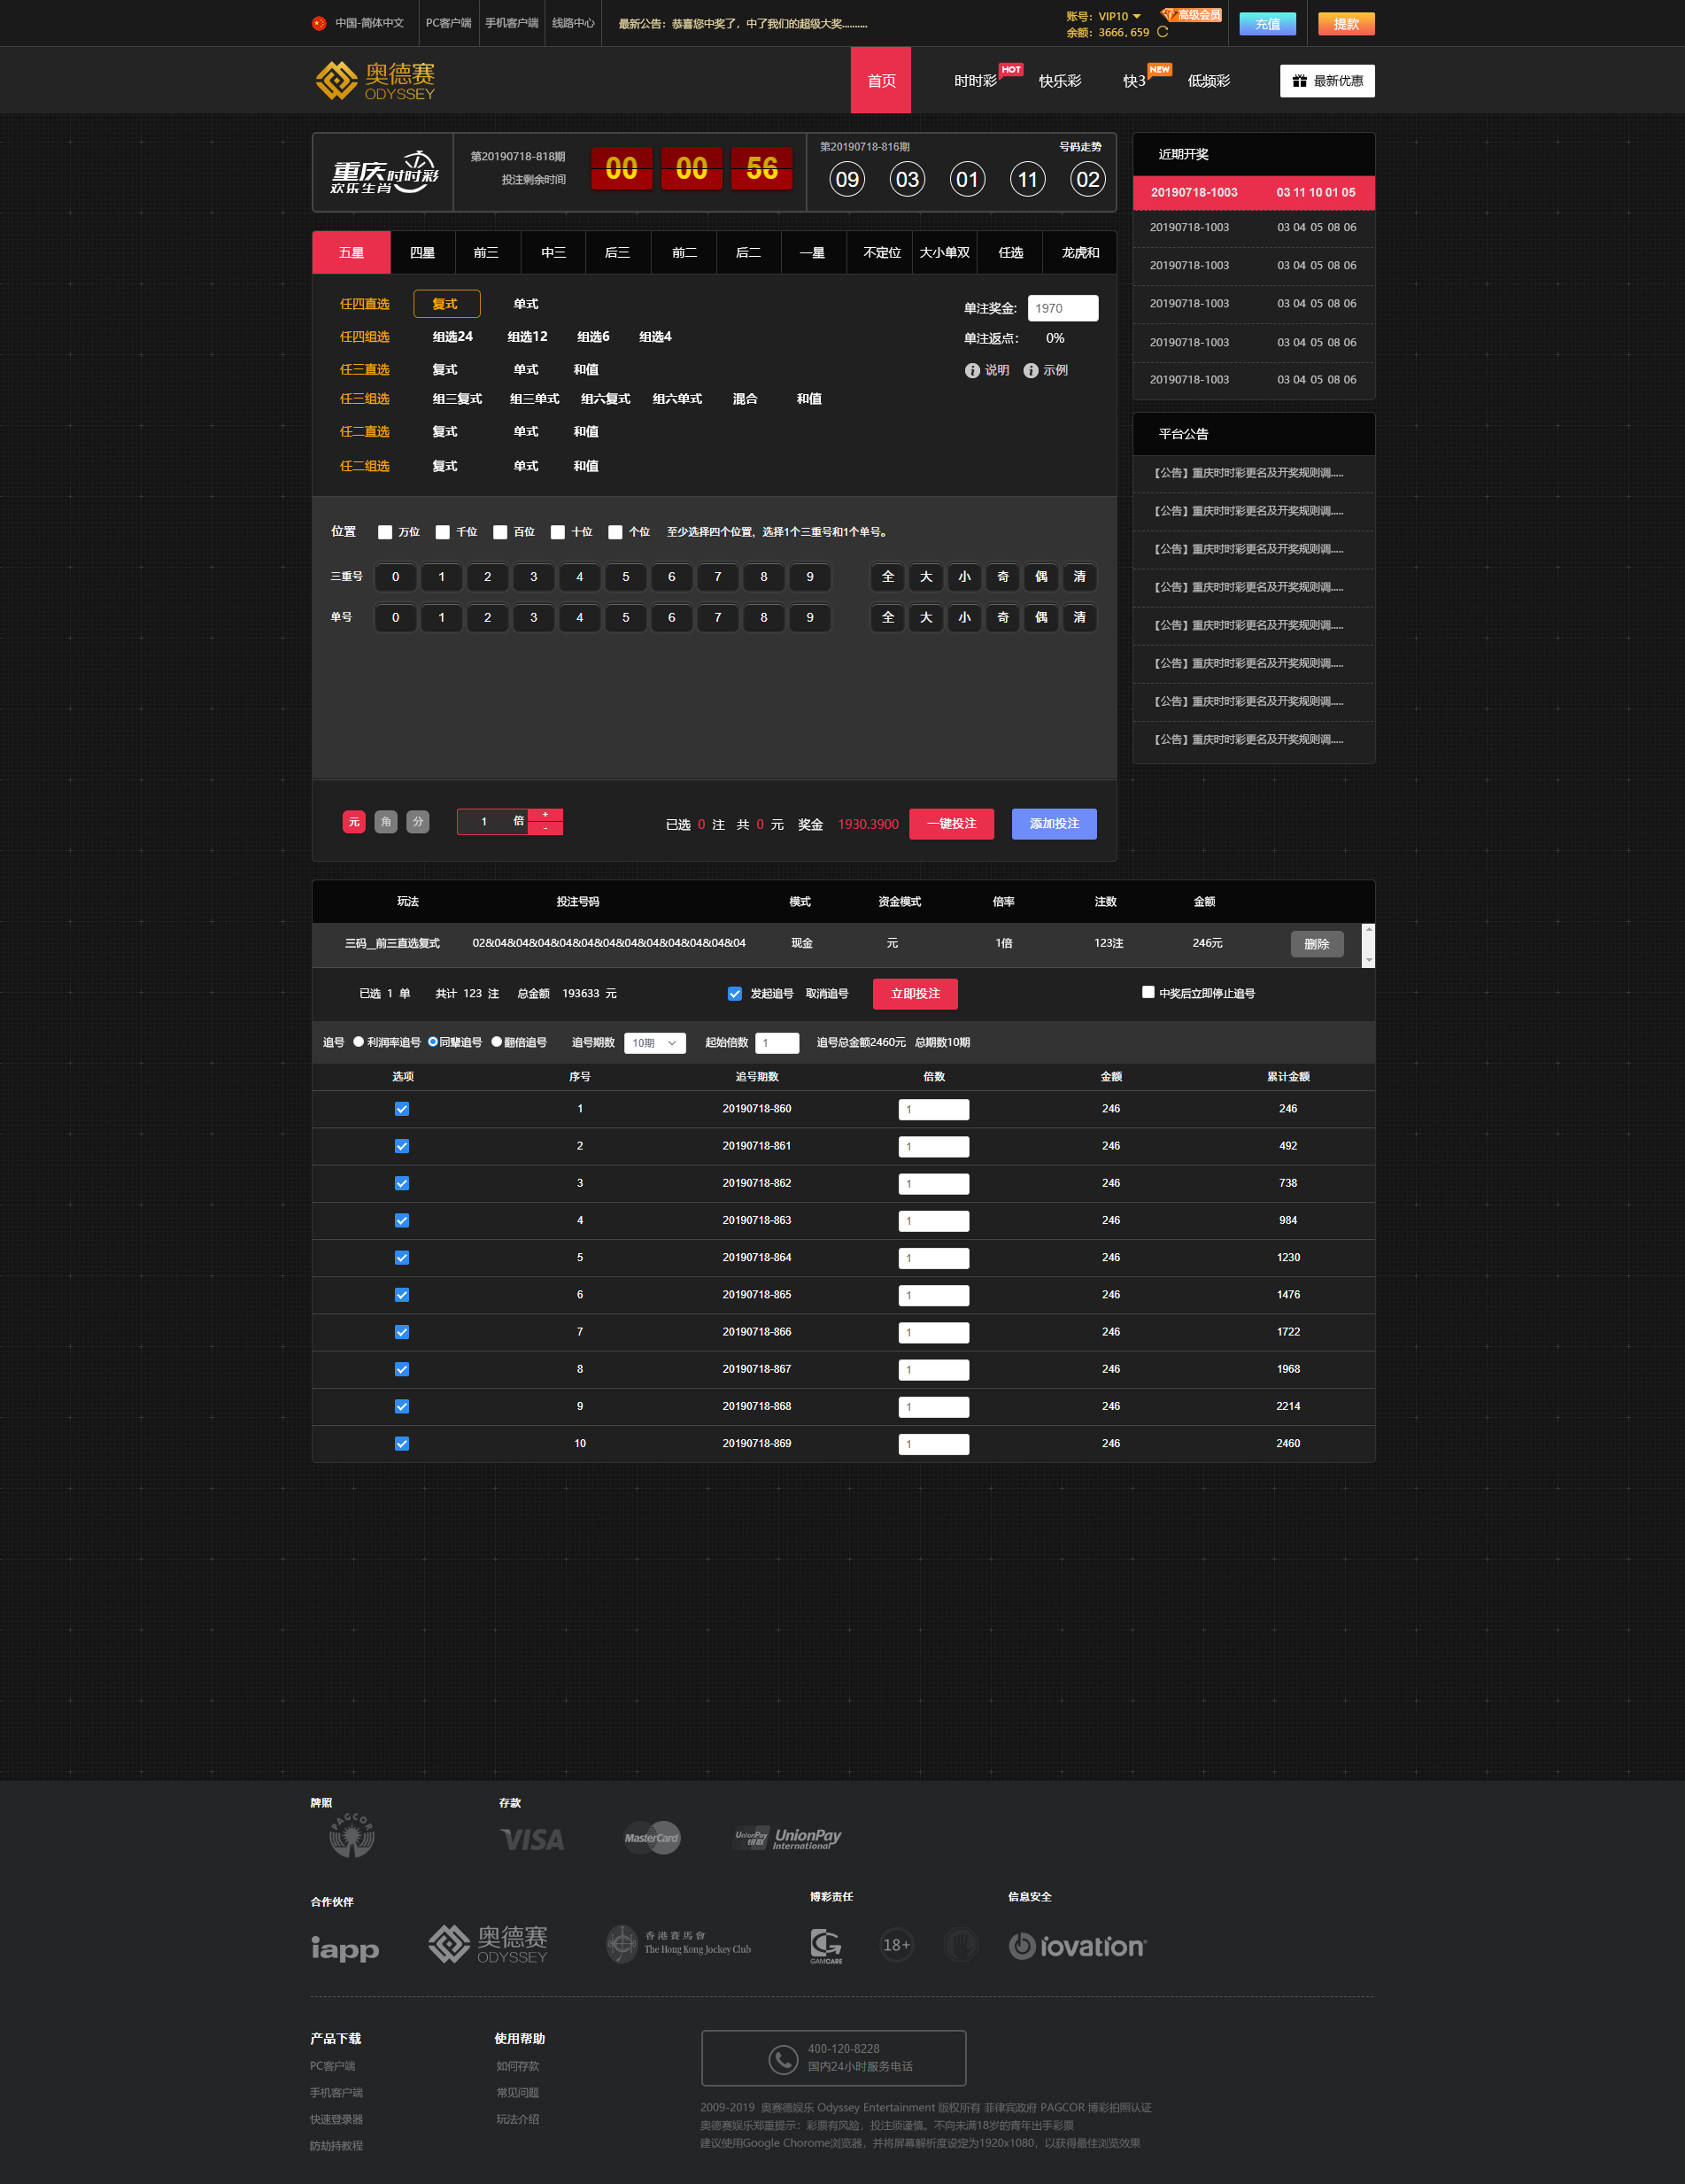 中国-简体中文 PC客户端 手机客户端 线路中心 最新公告：恭喜您中奖了，中了我们的超级大奖.......... 账号：VIP10 高级会员 充值 提款
余额：3666,659
奥德赛 ODYSSEY 首页 时时彩 HOT 快乐彩 快3 NEW 低频彩 最新优惠
重庆时时彩 欢乐生肖
第20190718-818期
投注剩余时间
00 00 56
第20190718-816期 号码走势
09 03 01 11 02
近期开奖
20190718-1003 03 11 10 01 05
20190718-1003 03 04 05 08 06
20190718-1003 03 04 05 08 06
20190718-1003 03 04 05 08 06
20190718-1003 03 04 05 08 06
20190718-1003 03 04 05 08 06
五星 四星 前三 中三 后三 前二 后二 一星 不定位 大小单双 任选 龙虎和
任四直选 复式 单式
任四组选 组选24 组选12 组选6 组选4
任三直选 复式 单式 和值
任三组选 组三复式 组三单式 组六复式 组六单式 混合 和值
任二直选 复式 单式 和值
任二组选 复式 单式 和值
单注奖金: 1970
单注返点: 0%
说明 示例
平台公告
【公告】重庆时时彩更名及开奖规则调.....
【公告】重庆时时彩更名及开奖规则调.....
【公告】重庆时时彩更名及开奖规则调.....
【公告】重庆时时彩更名及开奖规则调.....
【公告】重庆时时彩更名及开奖规则调.....
【公告】重庆时时彩更名及开奖规则调.....
【公告】重庆时时彩更名及开奖规则调.....
【公告】重庆时时彩更名及开奖规则调.....
位置 万位 千位 百位 十位 个位 至少选择四个位置，选择1个三重号和1个单号。
三重号 0 1 2 3 4 5 6 7 8 9 全 大 小 奇 偶 清
单号 0 1 2 3 4 5 6 7 8 9 全 大 小 奇 偶 清
元 角 分 1 倍 + - 已选 0 注 共 0 元 奖金 1930.3900 一键投注 添加投注
玩法 投注号码 模式 资金模式 倍率 注数 金额
三码__前三直选复式 02&04&04&04&04&04&04&04&04&04&04&04&04 现金 元 1倍 123注 246元 删除
已选 1 单 共计 123 注 总金额 193633 元 发起追号 取消追号 立即投注 中奖后立即停止追号
追号 利润率追号 同輩追号 翻倍追号 追号期数 10期 起始倍数 1 追号总金额2460元 总期数10期
选项 序号 追号期数 倍数 金额 累计金额
1 20190718-860 1 246 246
2 20190718-861 1 246 492
3 20190718-862 1 246 738
4 20190718-863 1 246 984
5 20190718-864 1 246 1230
6 20190718-865 1 246 1476
7 20190718-866 1 246 1722
8 20190718-867 1 246 1968
9 20190718-868 1 246 2214
10 20190718-869 1 246 2460
牌照 存款
PAGCOR VISA MasterCard UnionPay 银联 UnionPay International
合作伙伴 博彩责任 信息安全
iapp 奥德赛 ODYSSEY 香港賽馬會 The Hong Kong Jockey Club GAMCARE 18+ iovation
产品下载 使用帮助
PC客户端 如何存款
手机客户端 常见问题
快速登录器 玩法介绍
防劫持教程
400-120-8228
国内24小时服务电话
2009-2019 奥赛德娱乐 Odyssey Entertainment 版权所有 菲律宾政府 PAGCOR 博彩拍照认证
奥德赛娱乐郑重提示：彩票有风险，投注须谨慎。不向未满18岁的青年出手彩票
建议使用Google Chorome浏览器，并将屏幕解析度设定为1920x1080，以获得最佳浏览效果